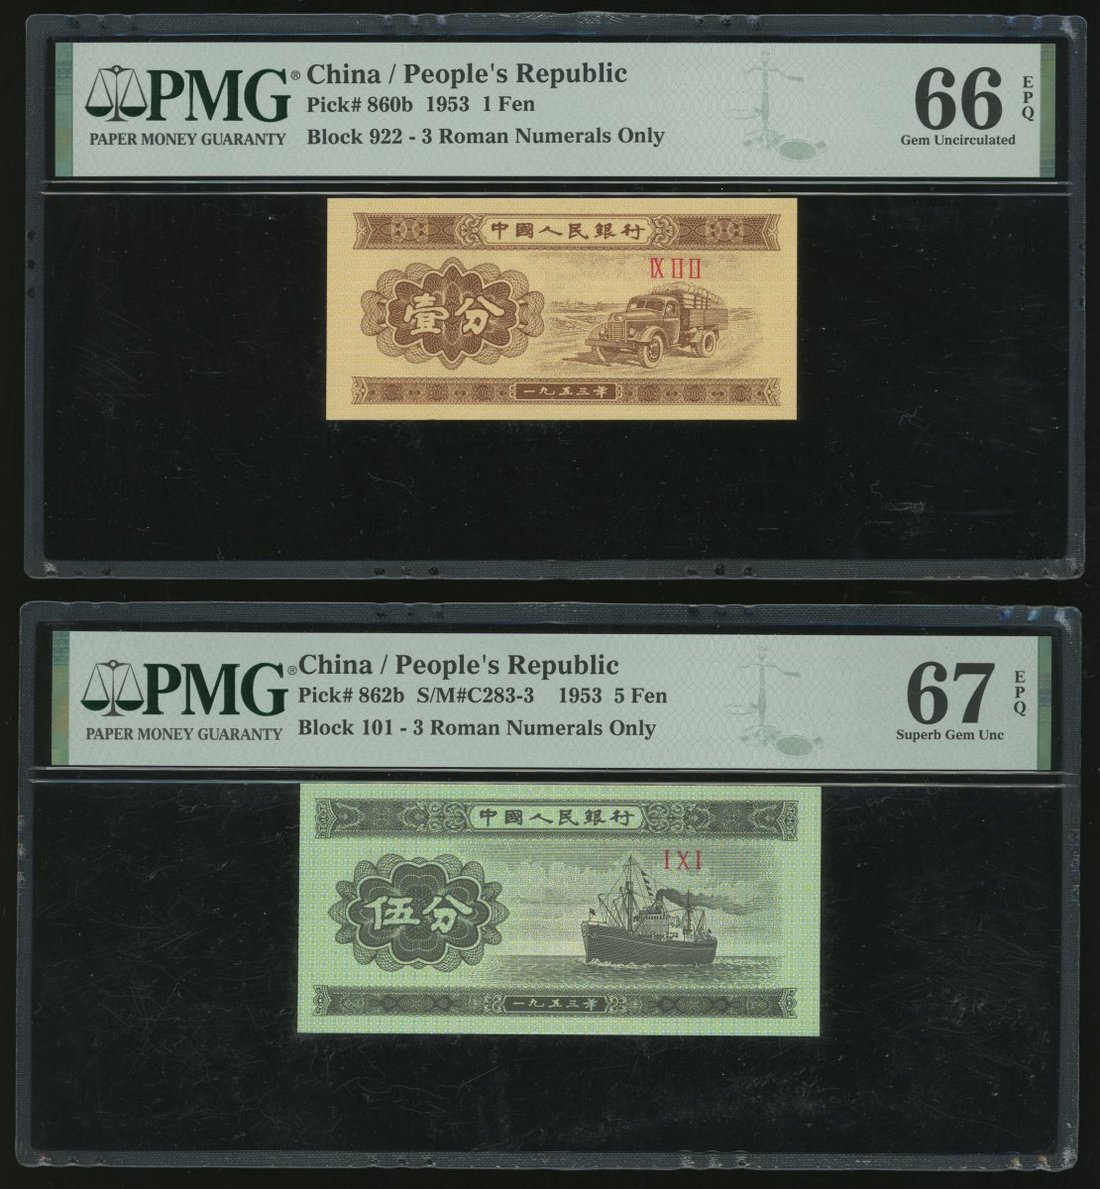 PMG®
PAPER MONEY GUARANTY
China / People's Republic
Pick# 860b 1953 1 Fen
Block 922 - 3 Roman Numerals Only
66 EPQ
Gem Uncirculated
中國人民銀行
IX II II
壹分
一九五三年
PMG®
PAPER MONEY GUARANTY
China / People's Republic
Pick# 862b S/M#C283-3 1953 5 Fen
Block 101 - 3 Roman Numerals Only
67 EPQ
Superb Gem Unc
中國人民銀行
I X I
伍分
一九五三年